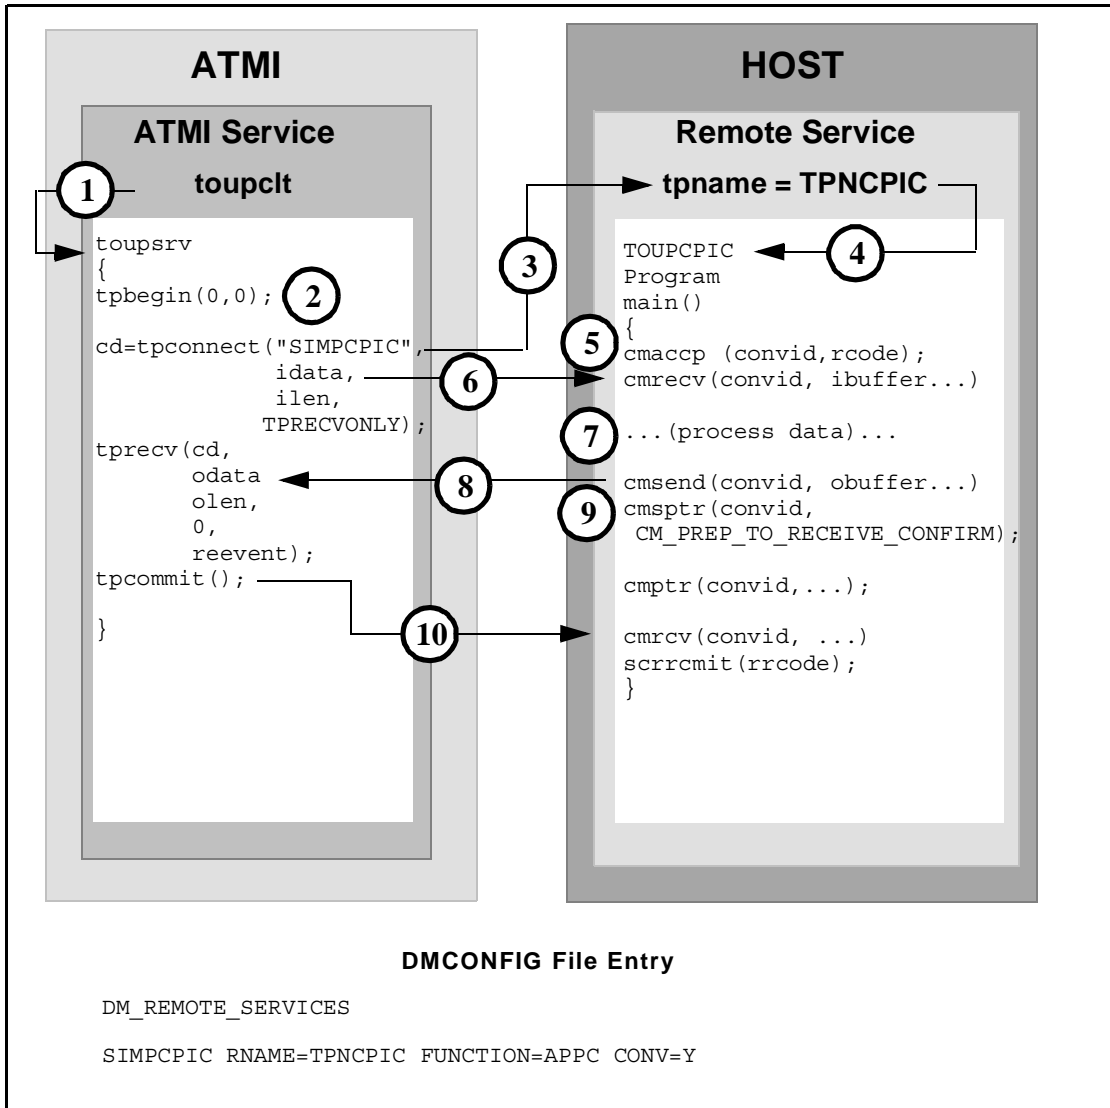 ATMI
ATMI Service
toupclt
1
toupsrv
{
tpbegin(0,0);
2
cd=tpconnect("SIMPCPIC",
idata,
ilen,
TPRECVONLY);
tprecv(cd,
odata
olen,
0,
reevent);
tpcommit();
}
3
6
8
10
HOST
Remote Service
tpname = TPNCPIC
TOUPCPIC
4
Program
main()
{
5
cmaccp (convid,rcode);
cmrecv(convid, ibuffer...)
7
...(process data)...
cmsend(convid, obuffer...)
9
cmsptr(convid,
CM_PREP_TO_RECEIVE_CONFIRM);
cmptr(convid,...);
cmrcv(convid, ...)
scrrcmit(rrcode);
}
DMCONFIG File Entry
DM_REMOTE_SERVICES
SIMPCPIC RNAME=TPNCPIC FUNCTION=APPC CONV=Y